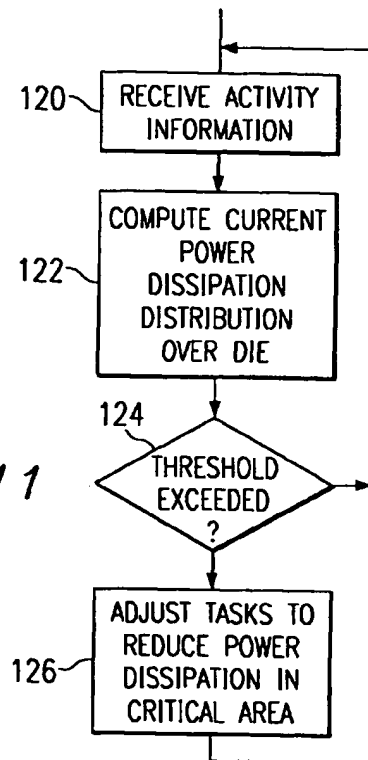 120
RECEIVE ACTIVITY
INFORMATION
122
COMPUTE CURRENT
POWER
DISSIPATION
DISTRIBUTION
OVER DIE
124
THRESHOLD
EXCEEDED
?
126
ADJUST TASKS TO
REDUCE POWER
DISSIPATION IN
CRITICAL AREA